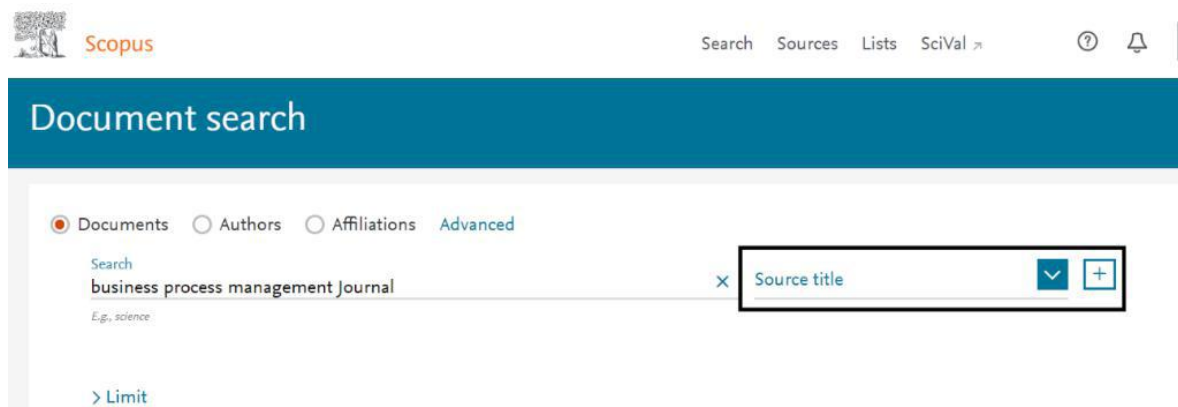 Scopus
Search Sources Lists SciVal
Document search
Documents Authors Affiliations Advanced
Search
business process management Journal
Source title
E.g., science
Limit